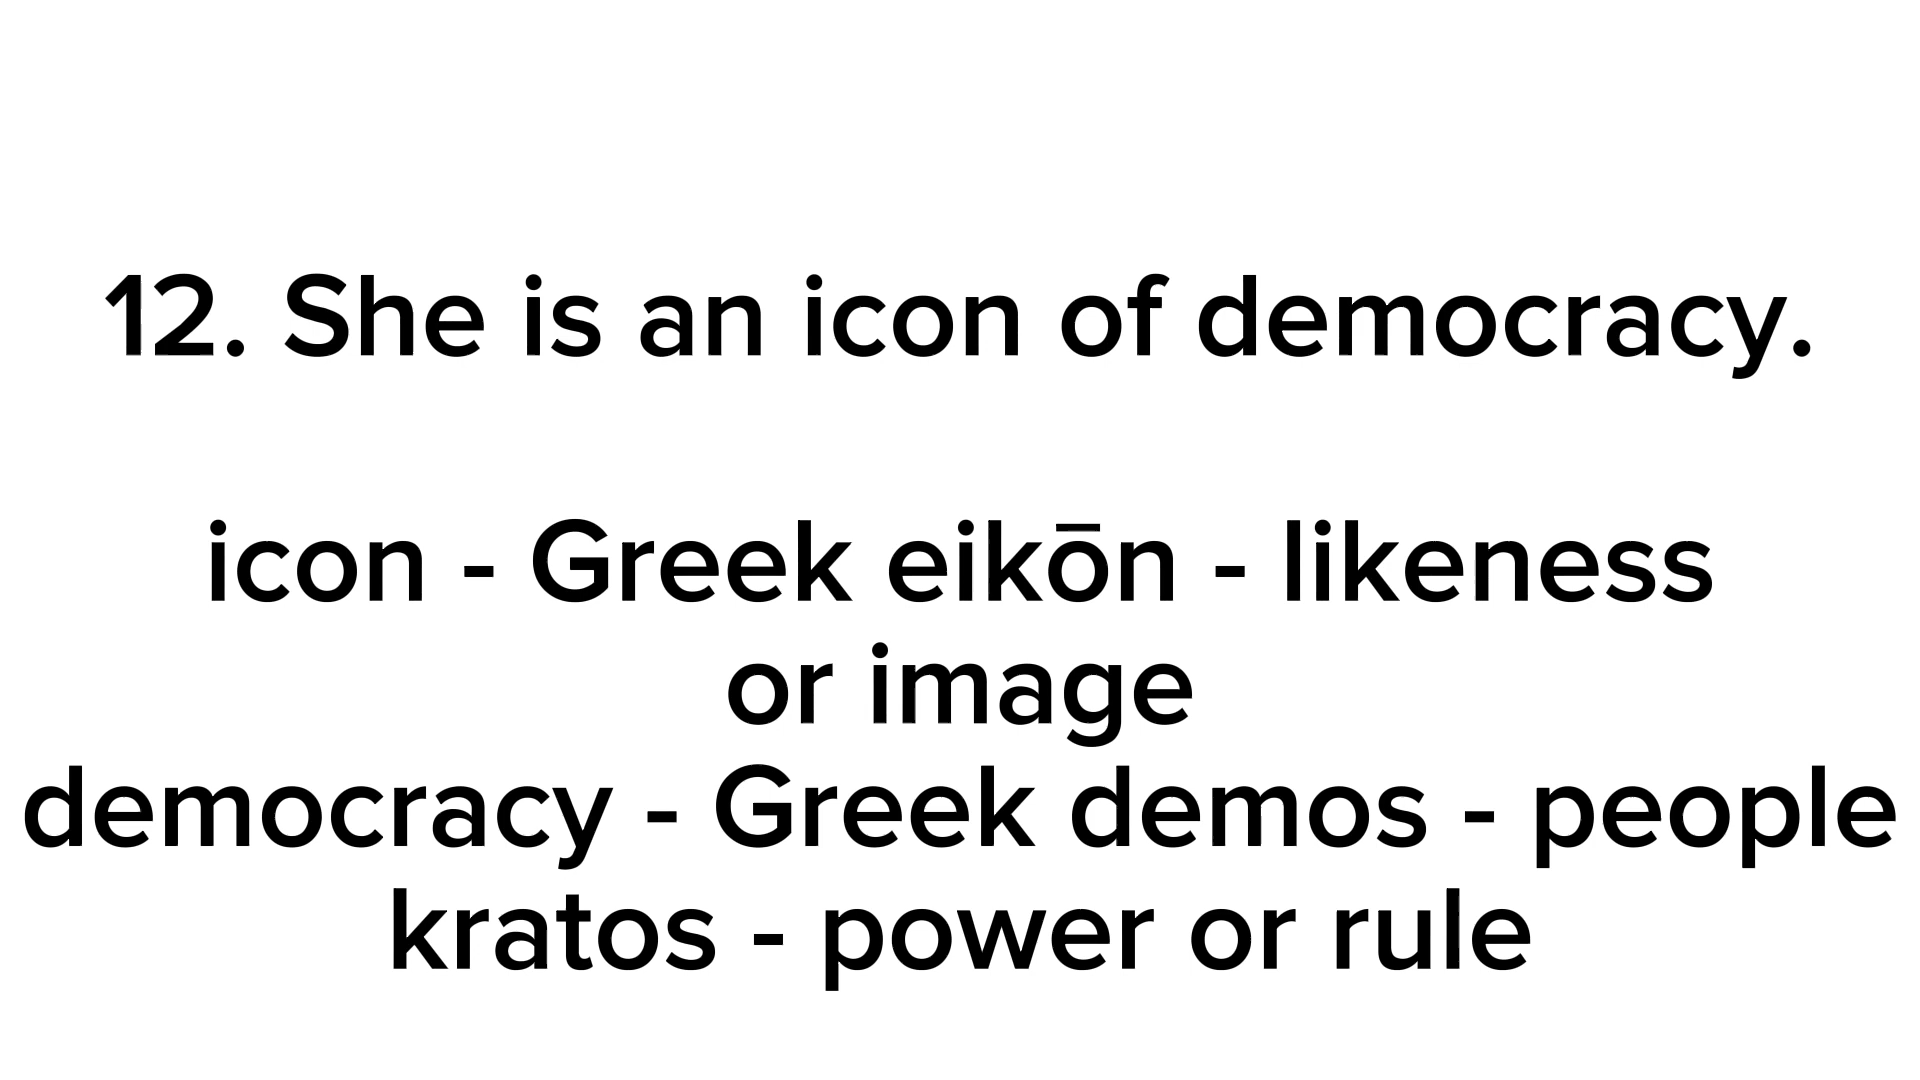 12. She is an icon of democracy.
icon - Greek eikōn - likeness
or image
democracy - Greek demos - people
kratos - power or rule